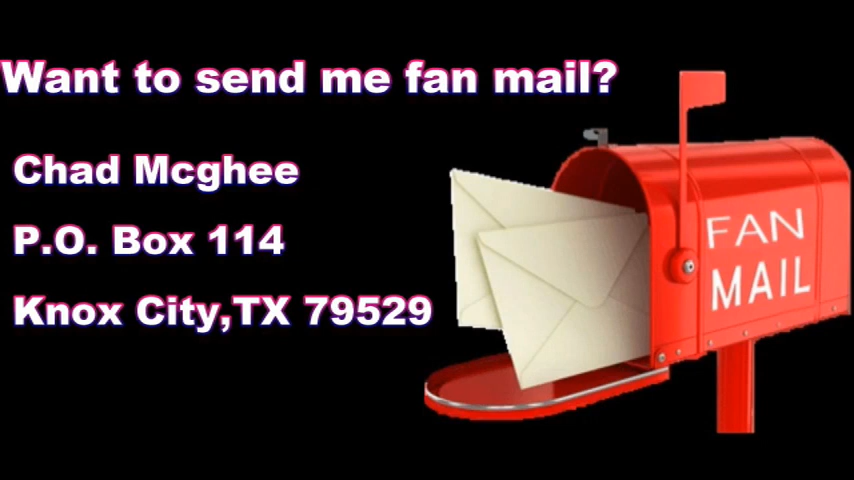 Want to send me fan mail?
Chad Mcghee
P.O. Box 114
Knox City,TX 79529
FAN
MAIL